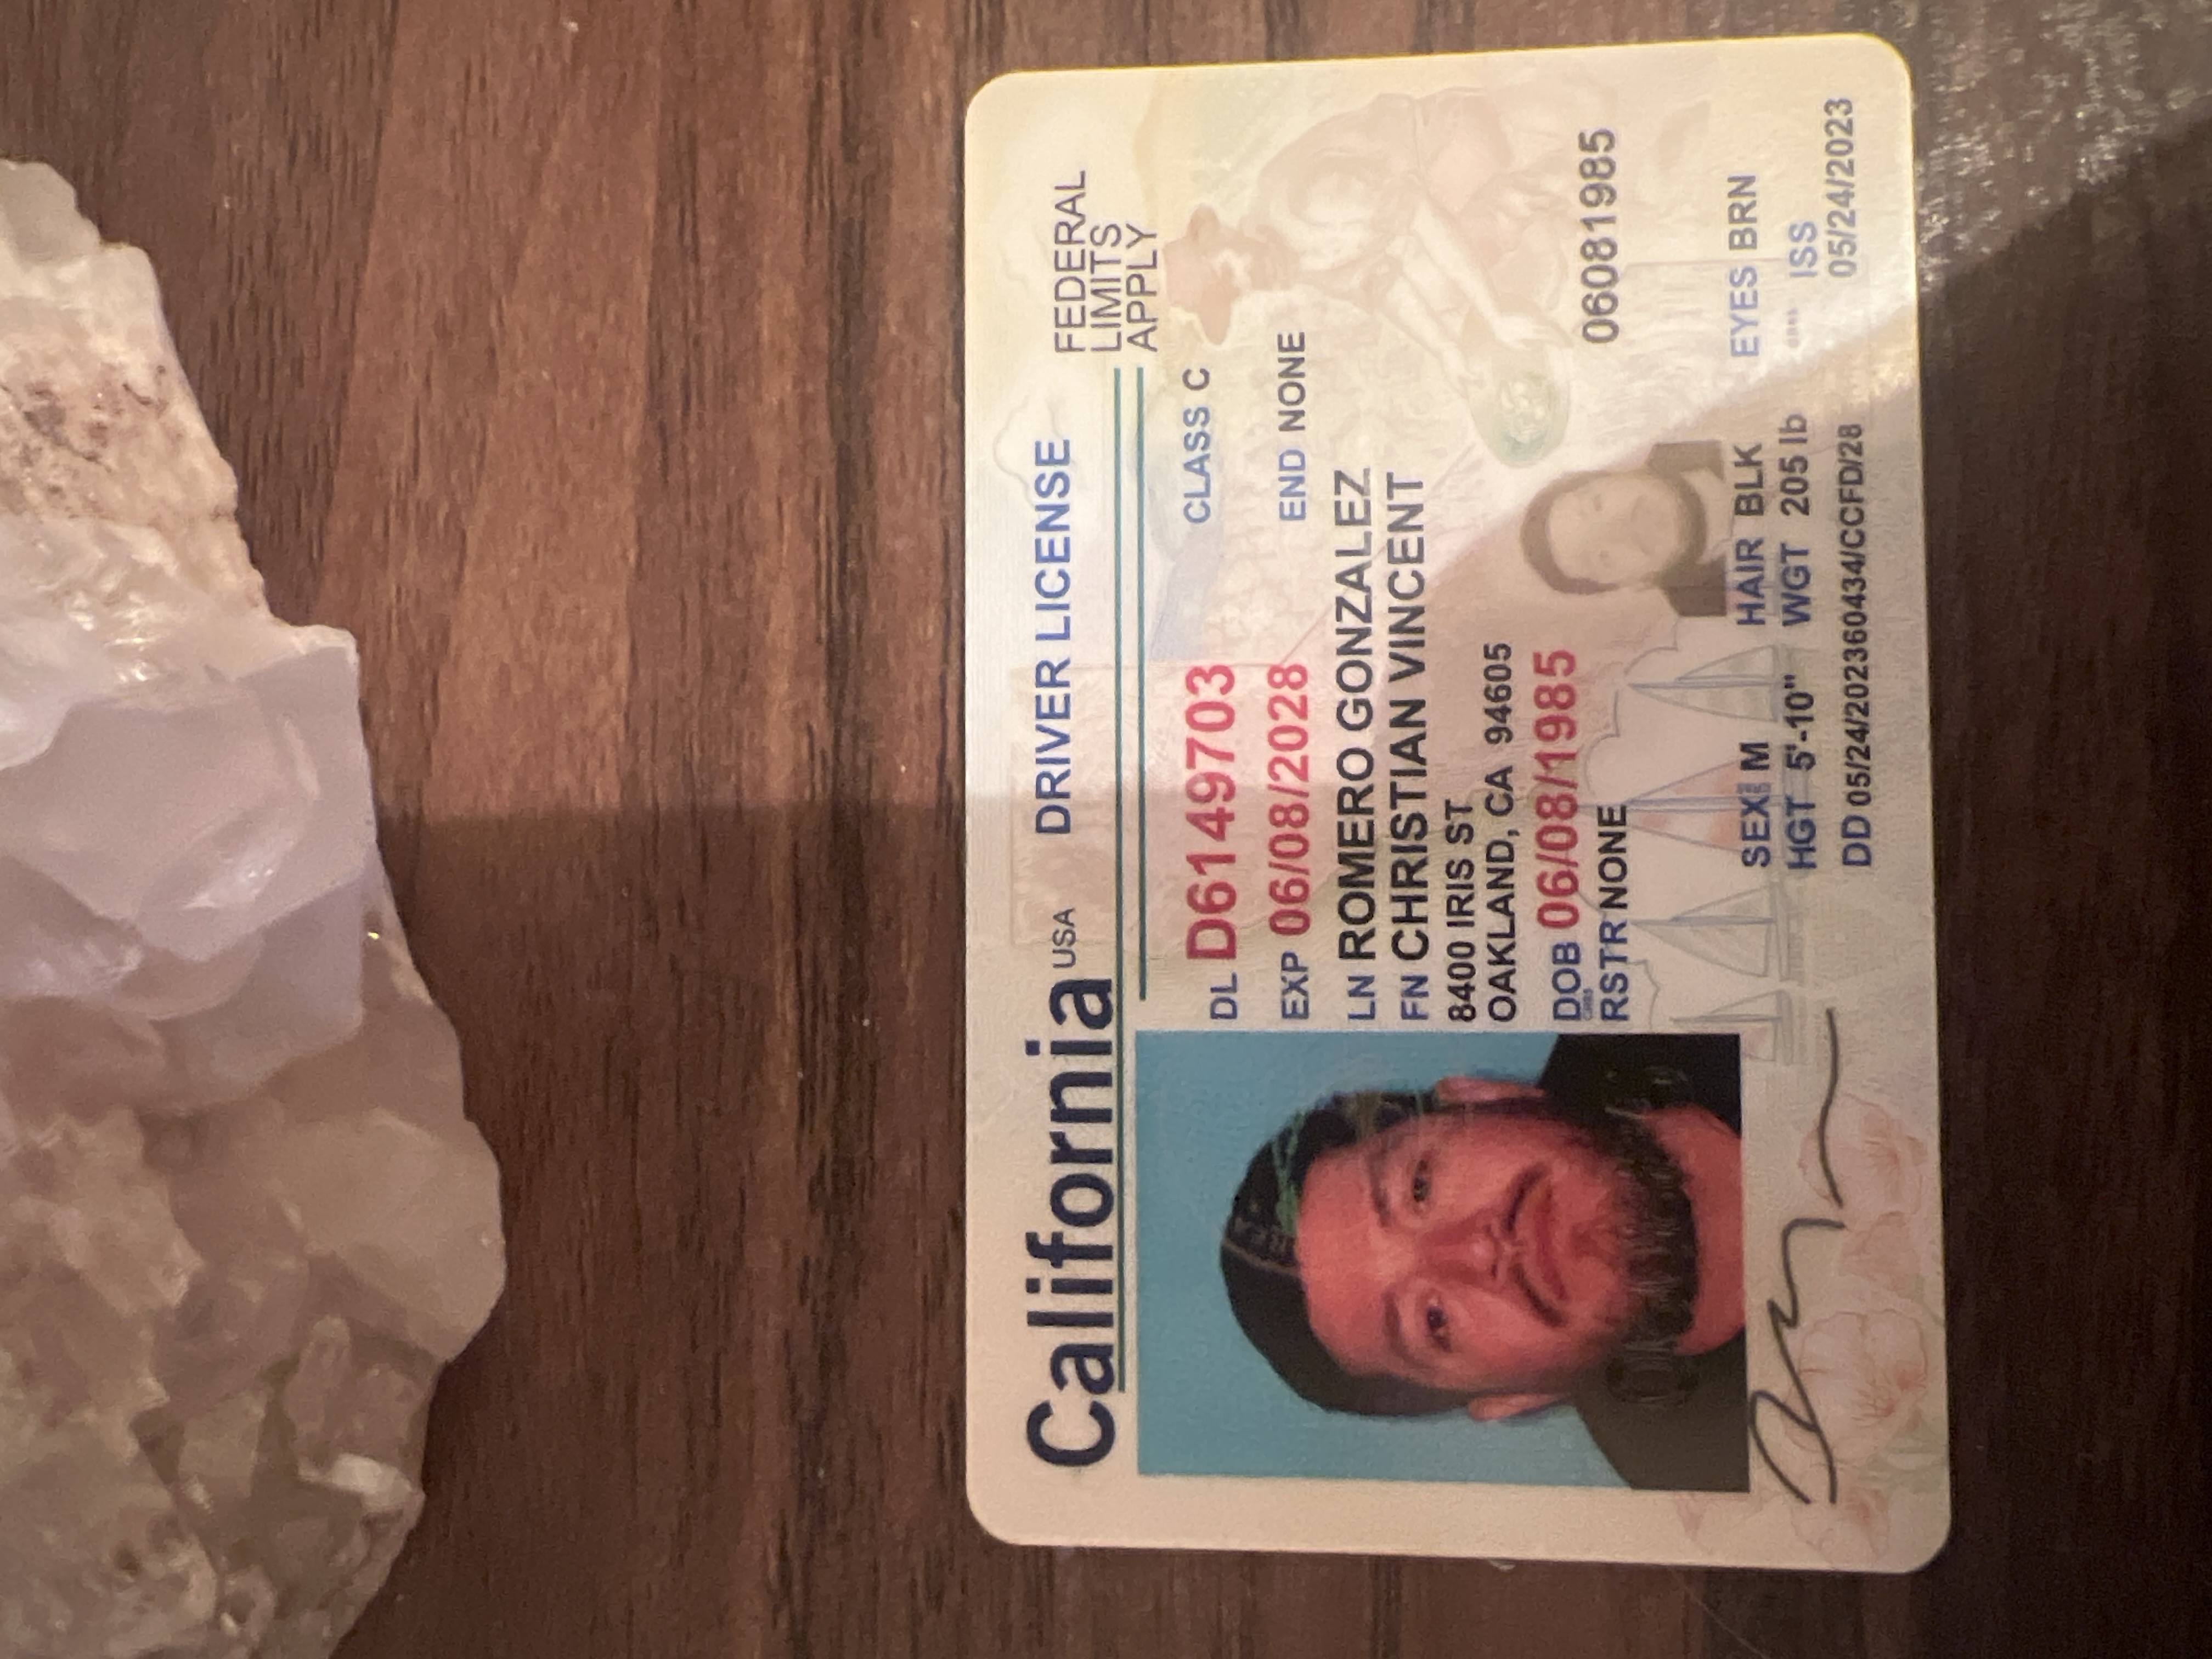 California USA DRIVER LICENSE
FEDERAL
LIMITS
APPLY
DL D6149703
CLASS C
EXP 06/08/2028
END NONE
LN ROMERO GONZALEZ
FN CHRISTIAN VINCENT
8400 IRIS ST
OAKLAND, CA 94605
DOB 06/08/1985
RSTR NONE
06081985
SEX M HAIR BLK EYES BRN
HGT 5'-10" WGT 205 lb ISS
DD 05/24/202360434/CCFD/28 05/24/2023